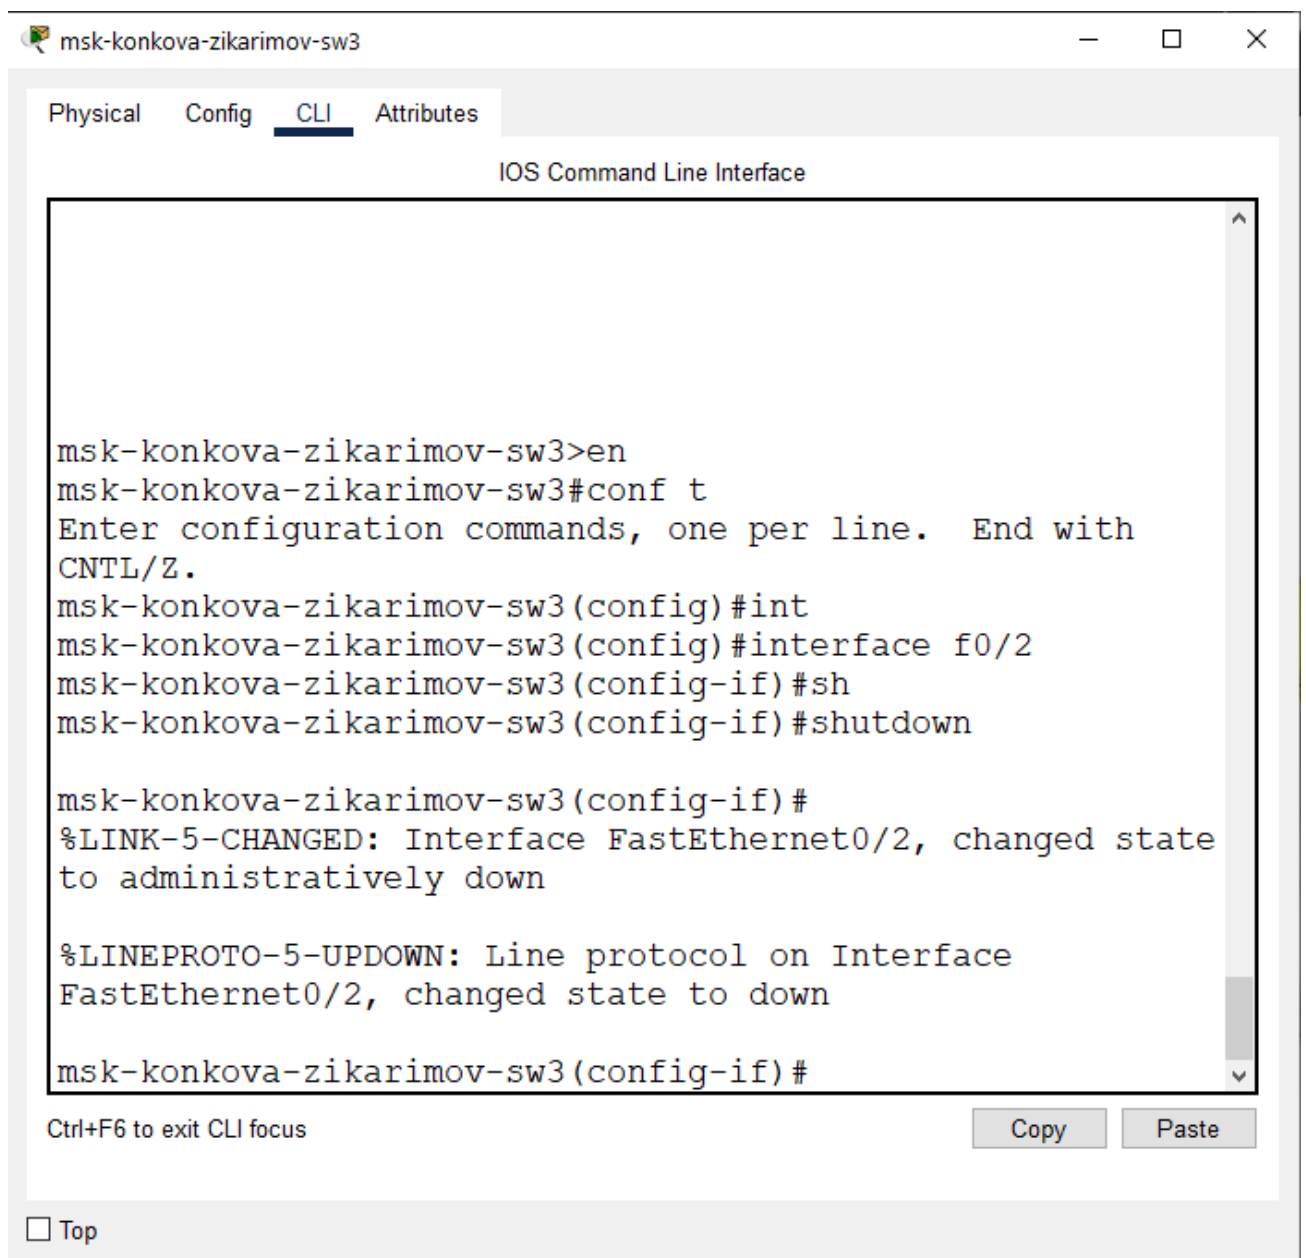 msk-konkova-zikarimov-sw3
Physical Config CLI Attributes
IOS Command Line Interface
msk-konkova-zikarimov-sw3>en
msk-konkova-zikarimov-sw3#conf t
Enter configuration commands, one per line.  End with
CNTL/Z.
msk-konkova-zikarimov-sw3(config)#int
msk-konkova-zikarimov-sw3(config)#interface f0/2
msk-konkova-zikarimov-sw3(config-if)#sh
msk-konkova-zikarimov-sw3(config-if)#shutdown
msk-konkova-zikarimov-sw3(config-if)#
%LINK-5-CHANGED: Interface FastEthernet0/2, changed state
to administratively down
%LINEPROTO-5-UPDOWN: Line protocol on Interface
FastEthernet0/2, changed state to down
msk-konkova-zikarimov-sw3(config-if)#
Ctrl+F6 to exit CLI focus Copy Paste
Top